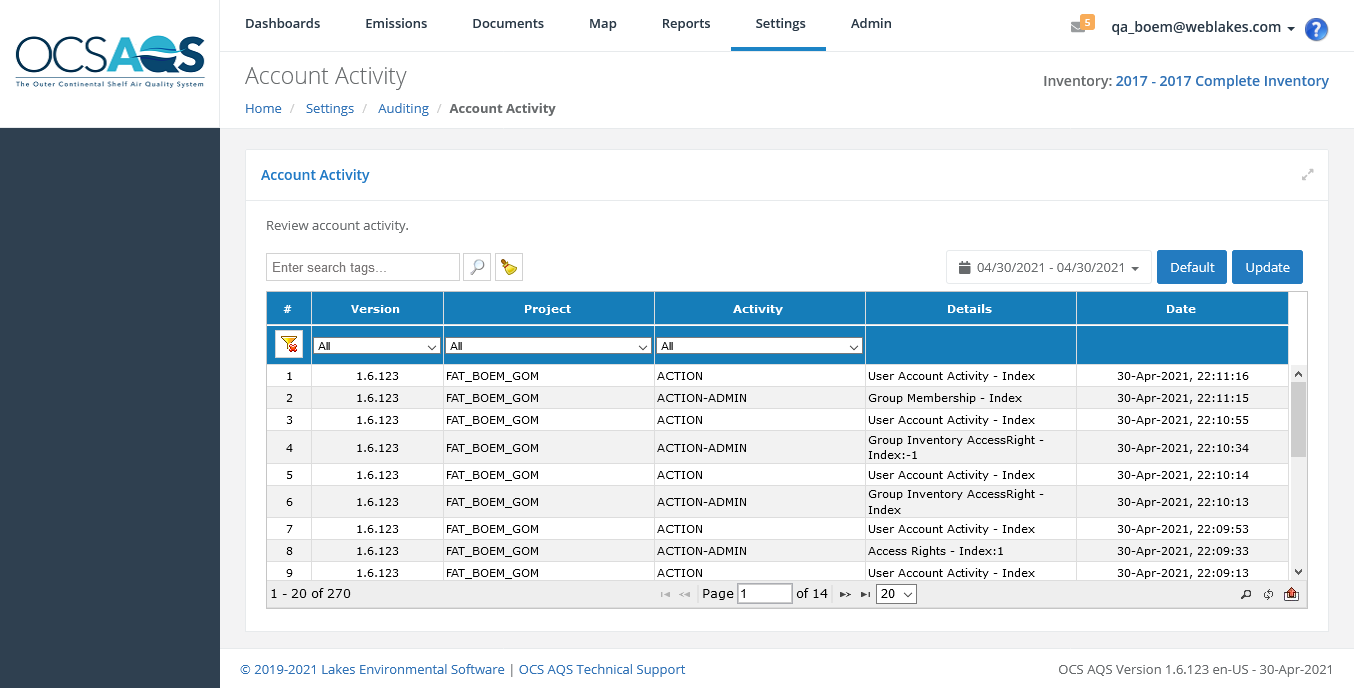 OCSAQS
The Outer Continental Shelf Air Quality System
Dashboards Emissions Documents Map Reports Settings Admin 5 qa_boem@weblakes.com ?
Account Activity
Inventory: 2017 - 2017 Complete Inventory
Home / Settings / Auditing / Account Activity
Account Activity
Review account activity.
Enter search tags... 04/30/2021 - 04/30/2021 Default Update
# Version Project Activity Details Date
All All All
1 1.6.123 FAT_BOEM_GOM ACTION User Account Activity - Index 30-Apr-2021, 22:11:16
2 1.6.123 FAT_BOEM_GOM ACTION-ADMIN Group Membership - Index 30-Apr-2021, 22:11:15
3 1.6.123 FAT_BOEM_GOM ACTION User Account Activity - Index 30-Apr-2021, 22:10:55
4 1.6.123 FAT_BOEM_GOM ACTION-ADMIN Group Inventory AccessRight - 30-Apr-2021, 22:10:34
Index:-1
5 1.6.123 FAT_BOEM_GOM ACTION User Account Activity - Index 30-Apr-2021, 22:10:14
6 1.6.123 FAT_BOEM_GOM ACTION-ADMIN Group Inventory AccessRight - 30-Apr-2021, 22:10:13
Index
7 1.6.123 FAT_BOEM_GOM ACTION User Account Activity - Index 30-Apr-2021, 22:09:53
8 1.6.123 FAT_BOEM_GOM ACTION-ADMIN Access Rights - Index:1 30-Apr-2021, 22:09:33
9 1.6.123 FAT_BOEM_GOM ACTION User Account Activity - Index 30-Apr-2021, 22:09:13
1 - 20 of 270 Page 1 of 14 20
© 2019-2021 Lakes Environmental Software | OCS AQS Technical Support OCS AQS Version 1.6.123 en-US - 30-Apr-2021